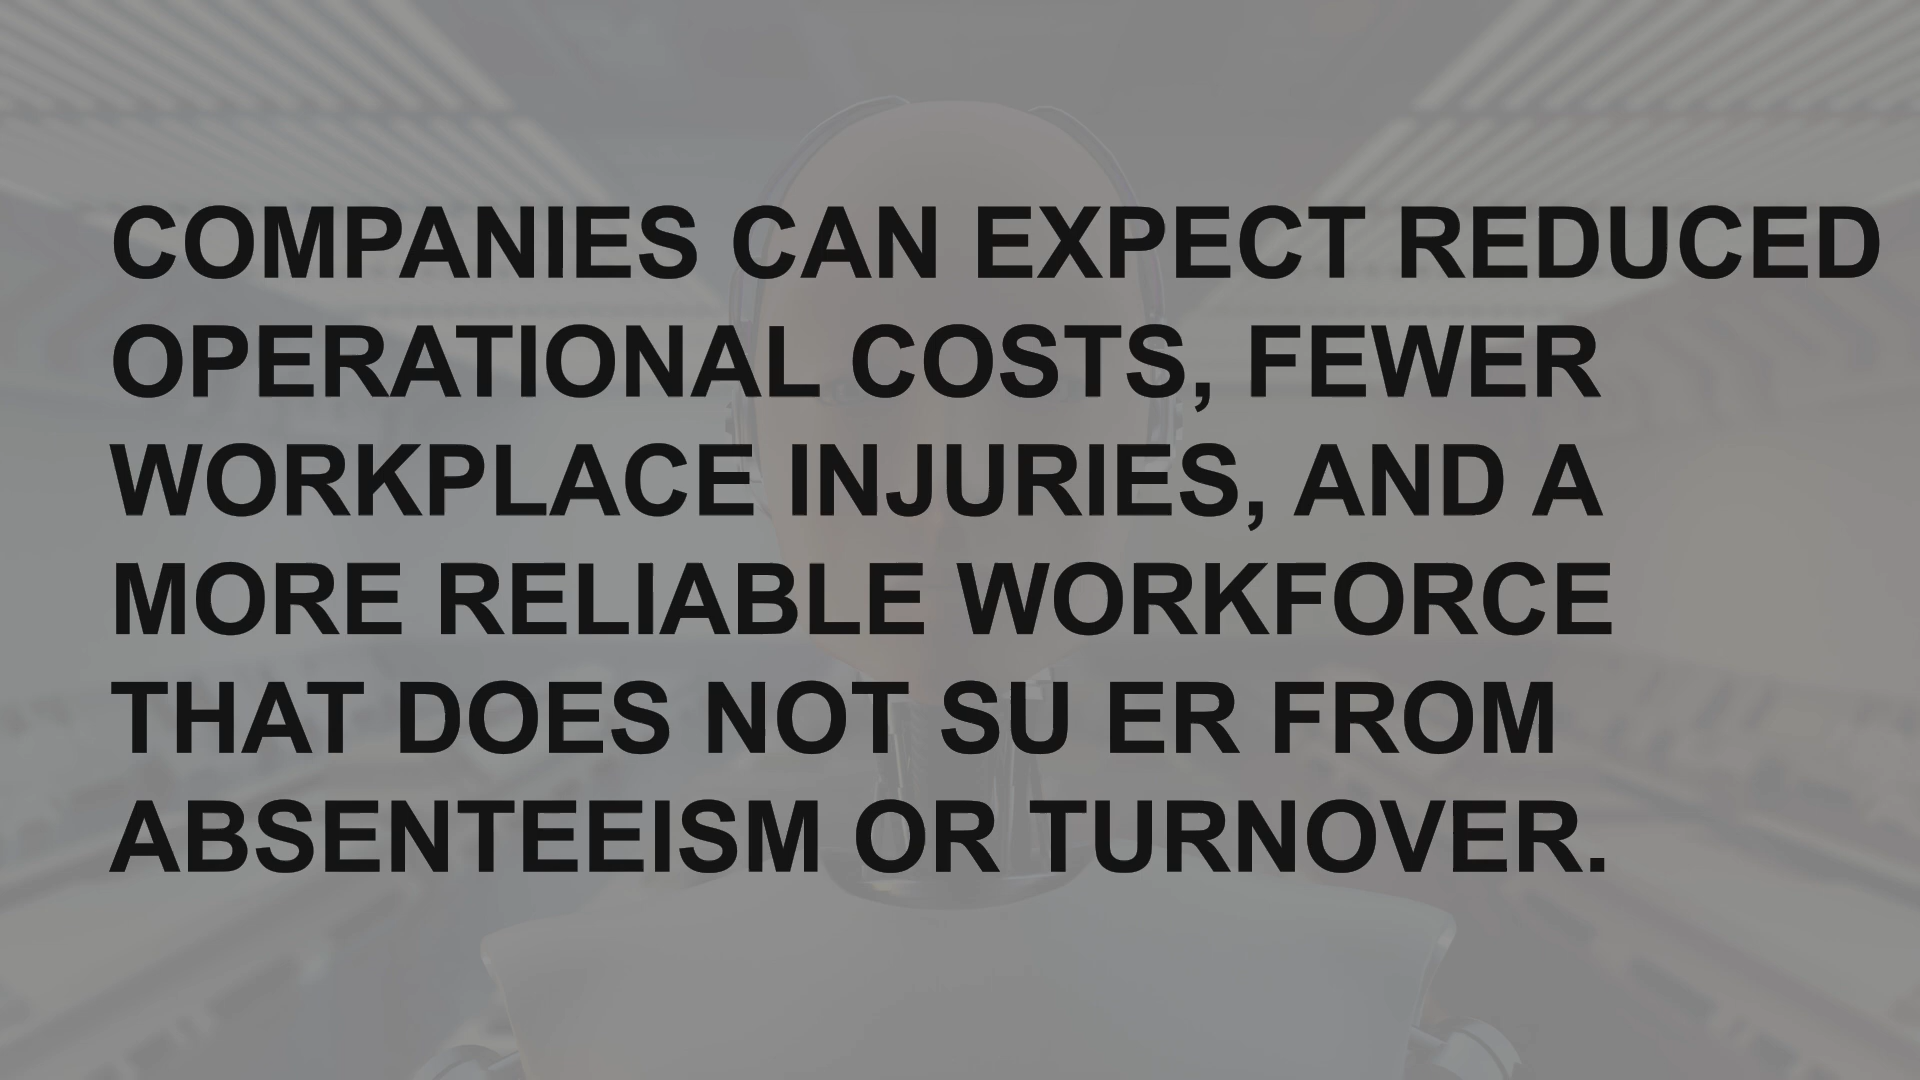 COMPANIES CAN EXPECT REDUCED
OPERATIONAL COSTS, FEWER
WORKPLACE INJURIES, AND A
MORE RELIABLE WORKFORCE
THAT DOES NOT SU ER FROM
ABSENTEEISM OR TURNOVER.